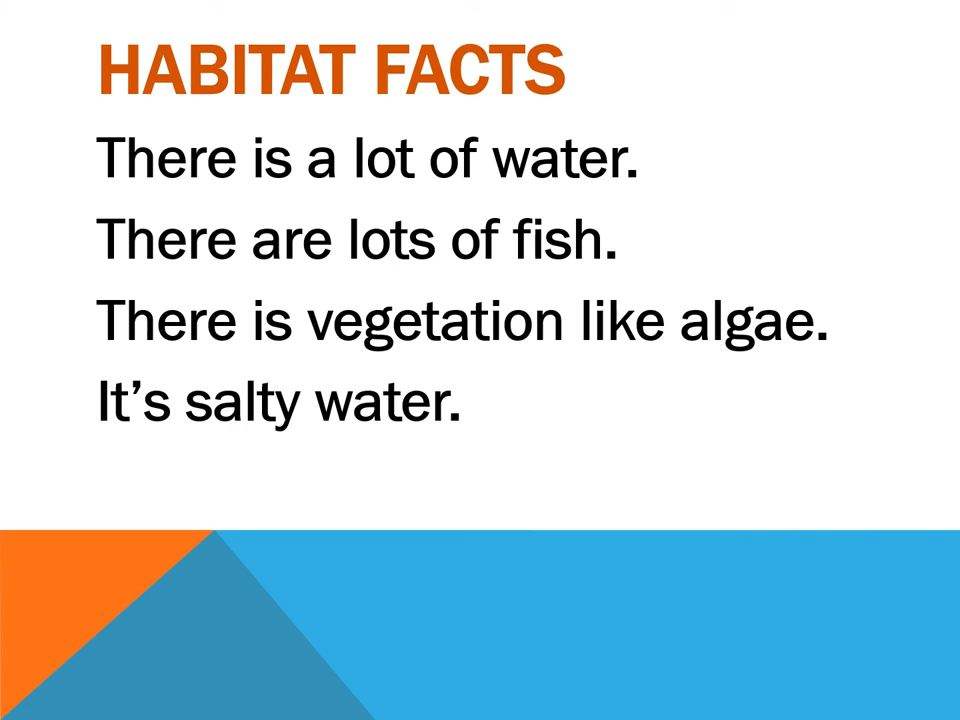 HABITAT FACTS
There is a lot of water.
There are lots of fish.
There is vegetation like algae.
It’s salty water.